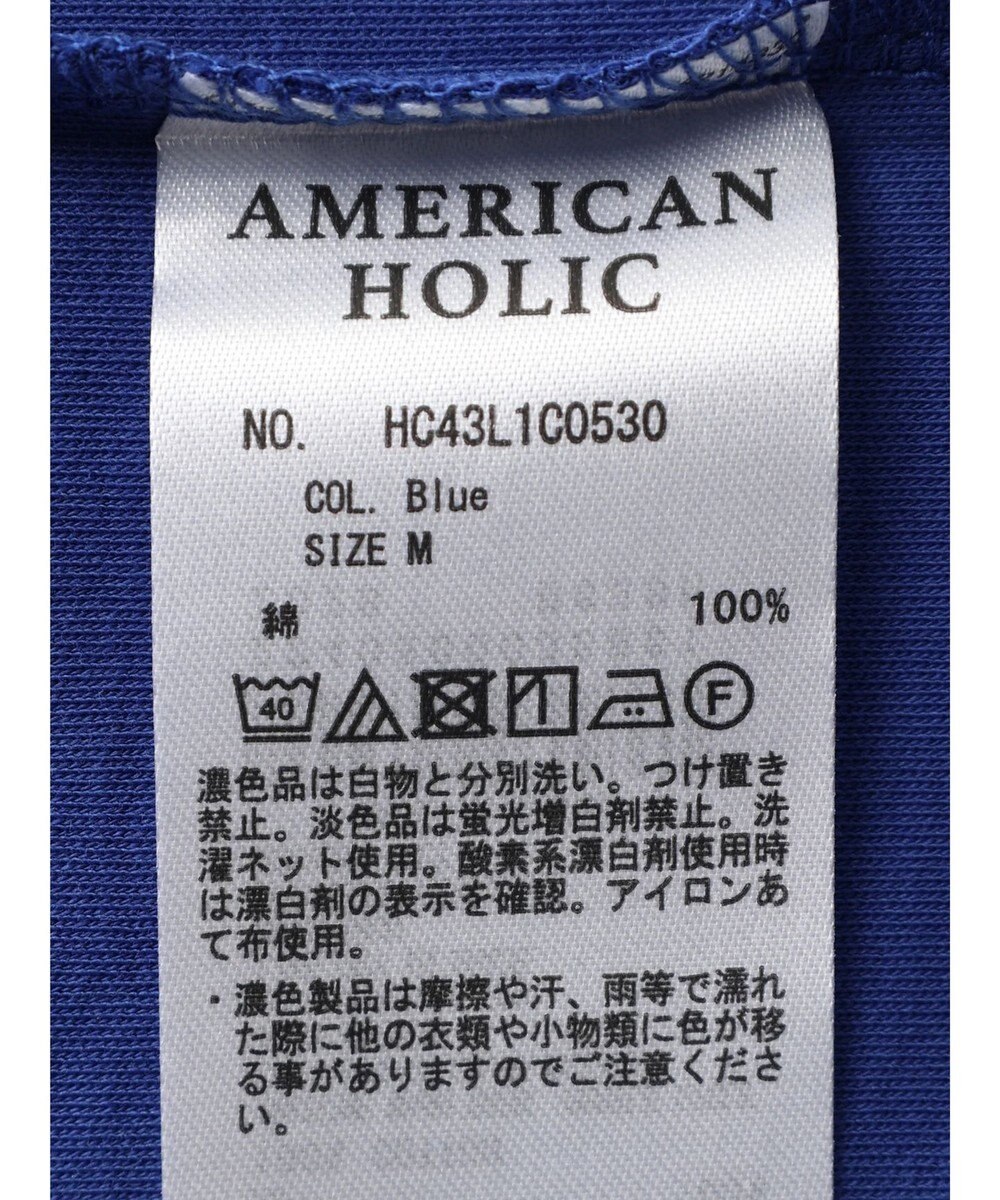 AMERICAN
HOLIC
NO. HC43L1C0530
COL. Blue
SIZE M
綿 100%
40 F
濃色品は白物と分別洗い。つけ置き
禁止。淡色品は蛍光増白剤禁止。洗
濯ネット使用。酸素系漂白剤使用時
は漂白剤の表示を確認。アイロンあ
て布使用。
・濃色製品は摩擦や汗、雨等で濡れ
た際に他の衣類や小物類に色が移
る事がありますのでご注意くださ
い。